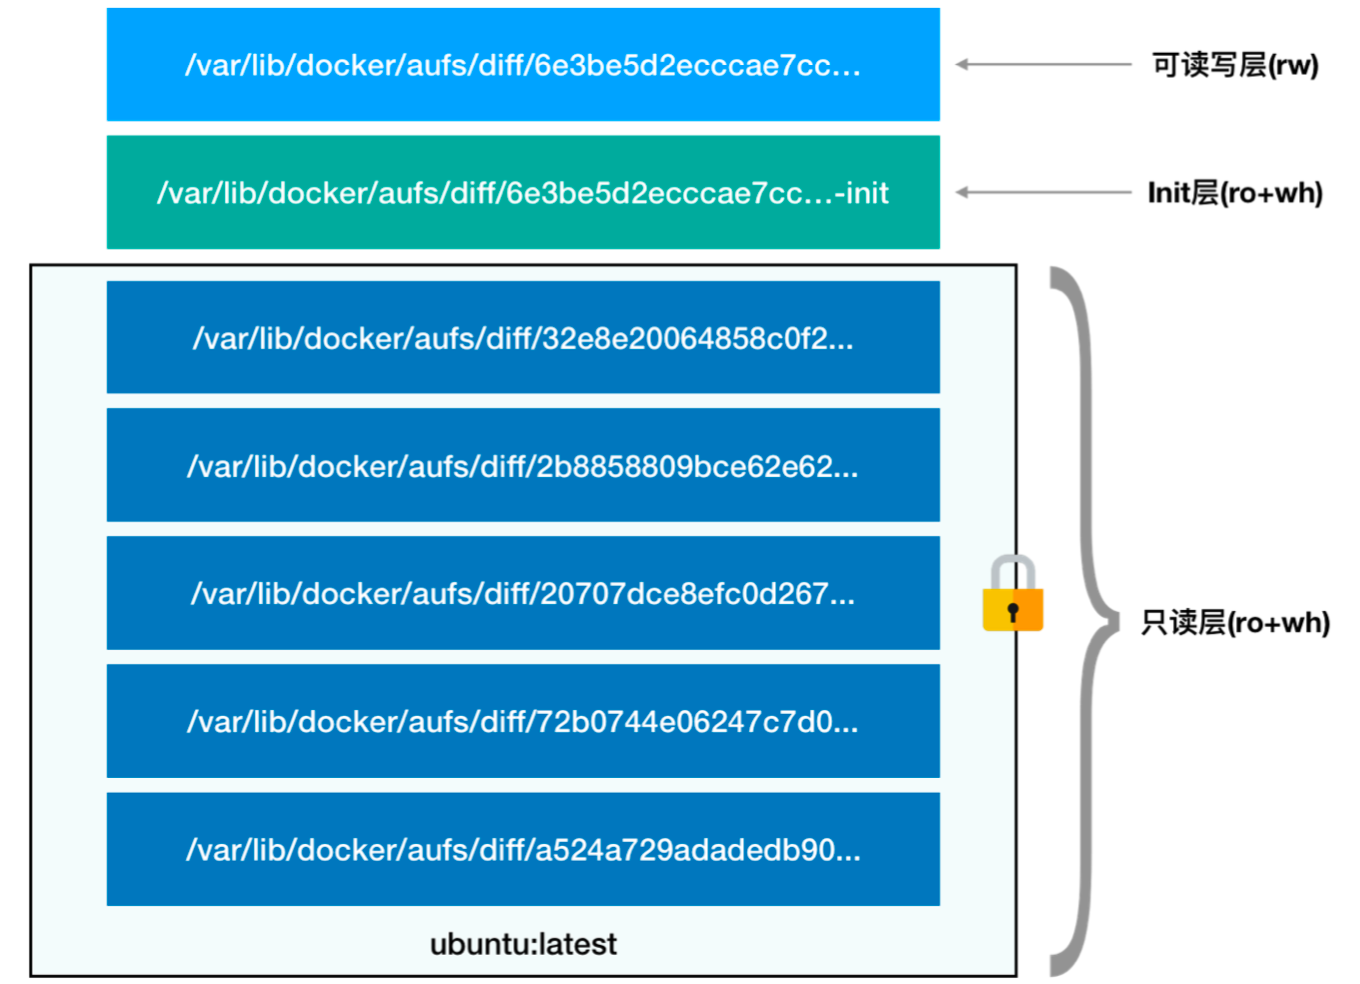 /var/lib/docker/aufs/diff/6e3be5d2ecccae7cc...
可读写层(rw)
/var/lib/docker/aufs/diff/6e3be5d2ecccae7cc...-init
Init层(ro+wh)
/var/lib/docker/aufs/diff/32e8e20064858c0f2...
/var/lib/docker/aufs/diff/2b8858809bce62e62...
/var/lib/docker/aufs/diff/20707dce8efc0d267...
只读层(ro+wh)
/var/lib/docker/aufs/diff/72b0744e06247c7d0...
/var/lib/docker/aufs/diff/a524a729adadedb90...
ubuntu:latest